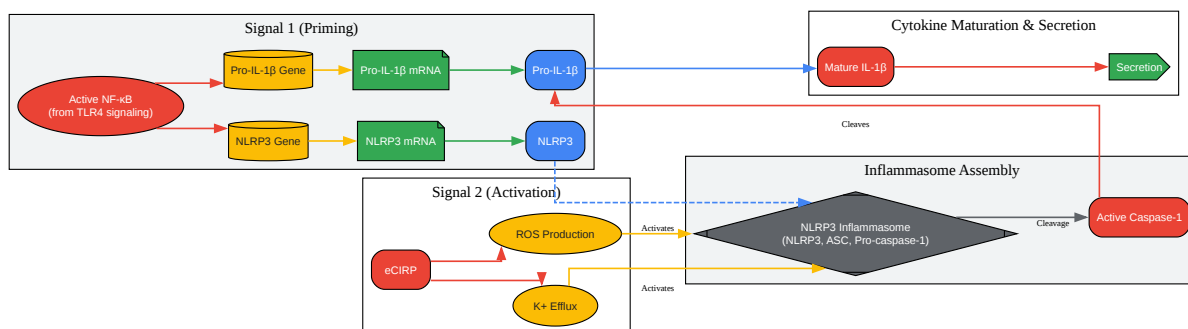 Signal 1 (Priming)
Active NF-κB
(from TLR4 signaling)
Pro-IL-1β Gene
Pro-IL-1β mRNA
Pro-IL-1β
NLRP3 Gene
NLRP3 mRNA
NLRP3
Cytokine Maturation & Secretion
Mature IL-1β
Secretion
Cleaves
Signal 2 (Activation)
eCIRP
ROS Production
K+ Efflux
Activates
Activates
Inflammasome Assembly
NLRP3 Inflammasome
(NLRP3, ASC, Pro-caspase-1)
Cleavage
Active Caspase-1